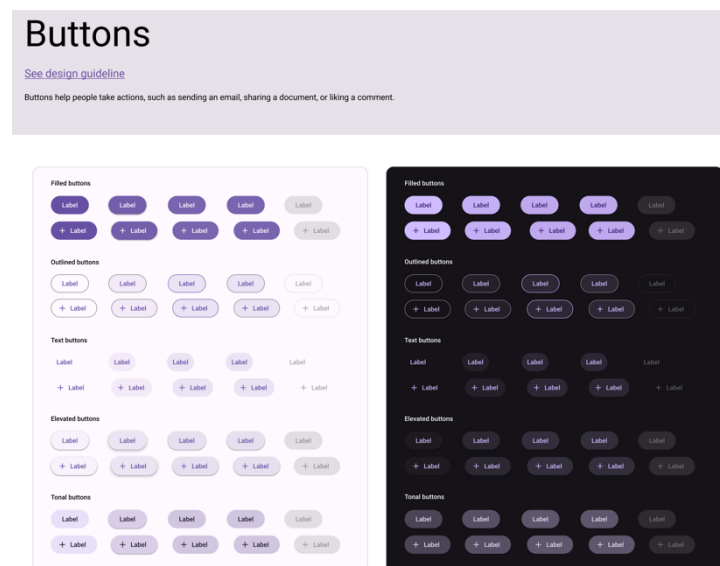 Buttons
See design guideline
Buttons help people take actions, such as sending an email, sharing a document, or liking a comment.
Filled buttons
Label Label Label Label Label
+ Label + Label + Label + Label + Label
Outlined buttons
Label Label Label Label Label
+ Label + Label + Label + Label + Label
Text buttons
Label Label Label Label Label
+ Label + Label + Label + Label + Label
Elevated buttons
Label Label Label Label Label
+ Label + Label + Label + Label + Label
Tonal buttons
Label Label Label Label Label
+ Label + Label + Label + Label + Label
Filled buttons
Label Label Label Label Label
+ Label + Label + Label + Label + Label
Outlined buttons
Label Label Label Label Label
+ Label + Label + Label + Label + Label
Text buttons
Label Label Label Label Label
+ Label + Label + Label + Label + Label
Elevated buttons
Label Label Label Label Label
+ Label + Label + Label + Label + Label
Tonal buttons
Label Label Label Label Label
+ Label + Label + Label + Label + Label